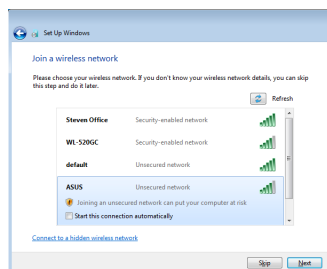 Set Up Windows
Join a wireless network
Please choose your wireless network. If you don't know your wireless network details, you can skip
this step and do it later.
Refresh
Steven Office Security-enabled network
WL-520GC Security-enabled network
default Unsecured network
ASUS Unsecured network
Joining an unsecured network can put your computer at risk
Start this connection automatically
Connect to a hidden wireless network
Skip Next